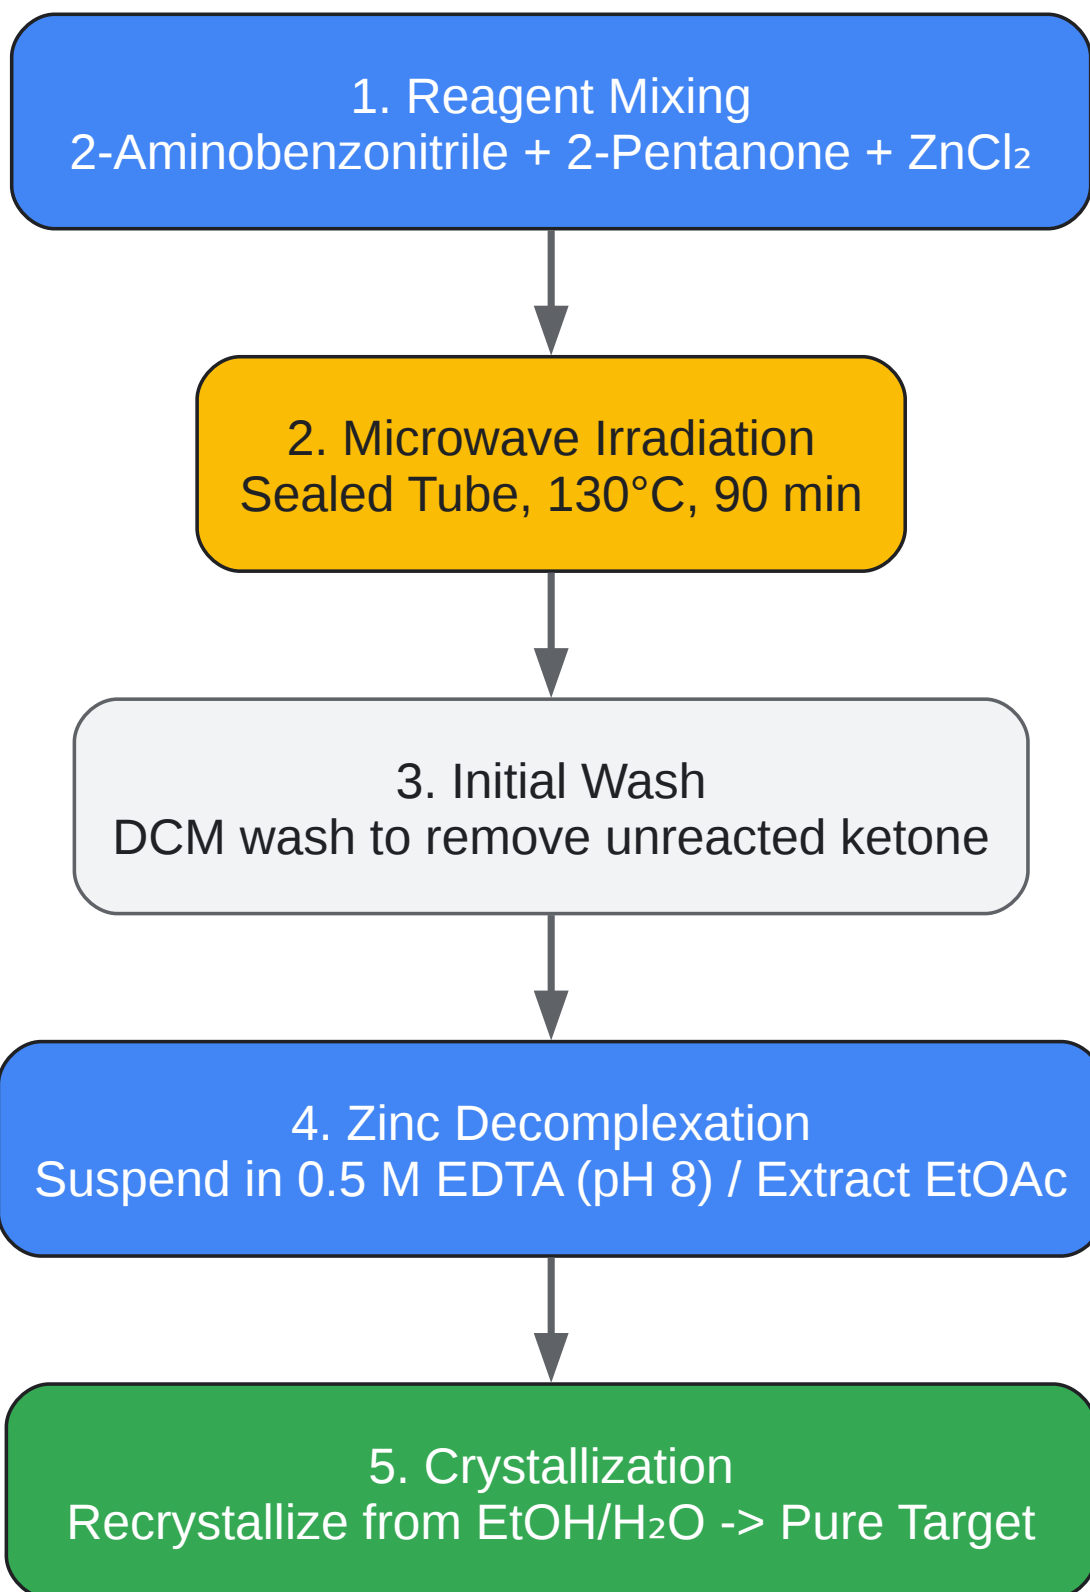 1. Reagent Mixing
2-Aminobenzonitrile + 2-Pentanone + ZnCl₂
2. Microwave Irradiation
Sealed Tube, 130°C, 90 min
3. Initial Wash
DCM wash to remove unreacted ketone
4. Zinc Decomplexation
Suspend in 0.5 M EDTA (pH 8) / Extract EtOAc
5. Crystallization
Recrystallize from EtOH/H₂O -> Pure Target